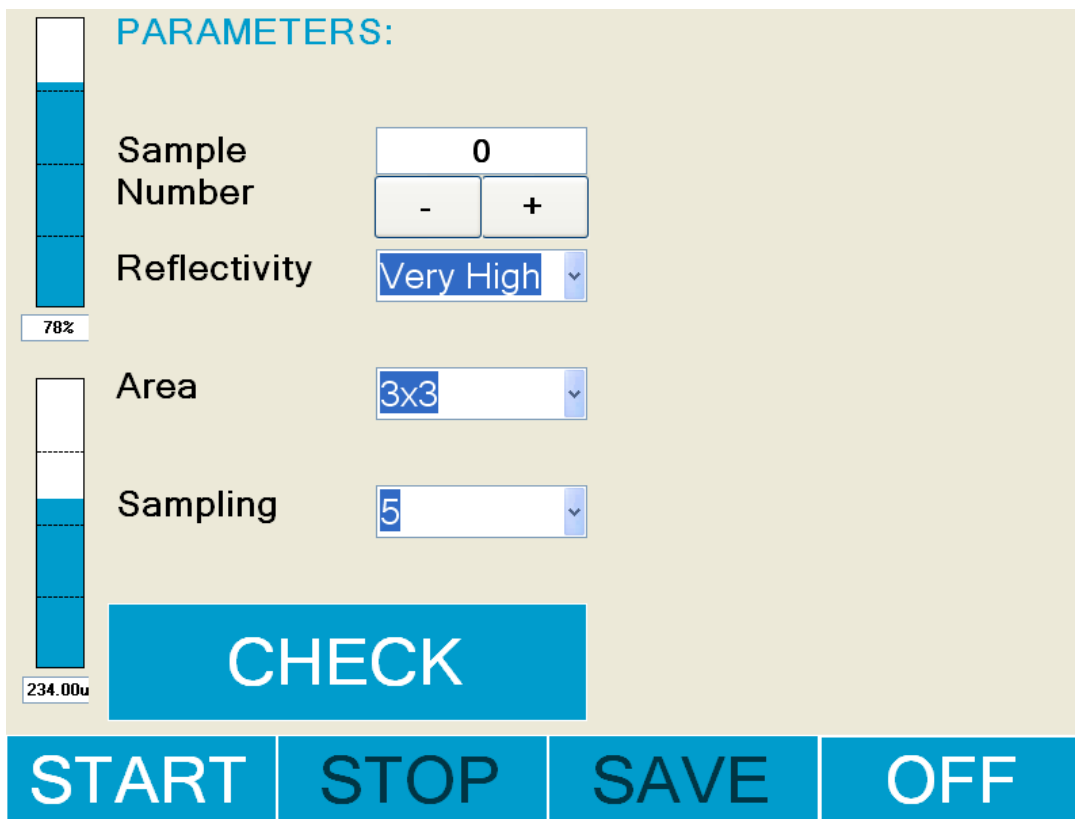 PARAMETERS:
Sample
Number
0
-
+
Reflectivity
Very High
78%
Area
3x3
Sampling
5
CHECK
234.00u
START
STOP
SAVE
OFF